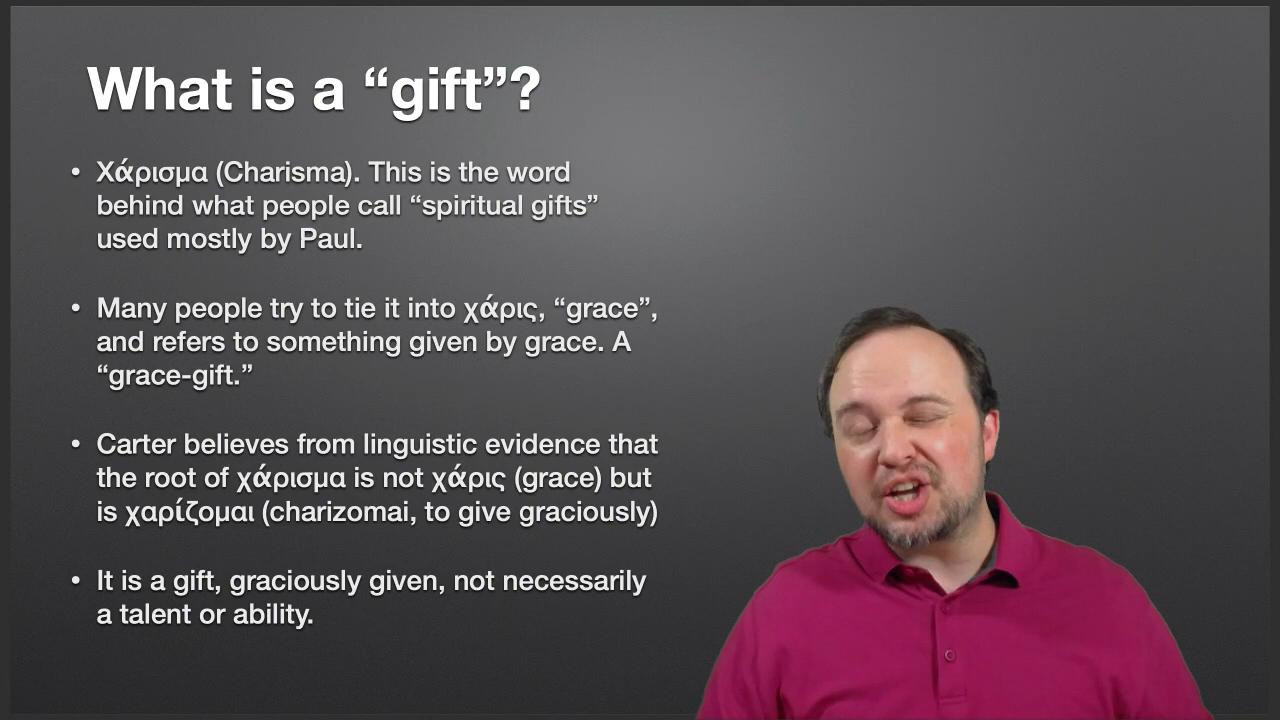 What is a “gift”?
• Χάρισμα (Charisma). This is the word
behind what people call “spiritual gifts”
used mostly by Paul.
• Many people try to tie it into χάρις, “grace”,
and refers to something given by grace. A
“grace-gift.”
• Carter believes from linguistic evidence that
the root of χάρισμα is not χάρις (grace) but
is χαρίζομαι (charizomai, to give graciously)
• It is a gift, graciously given, not necessarily
a talent or ability.